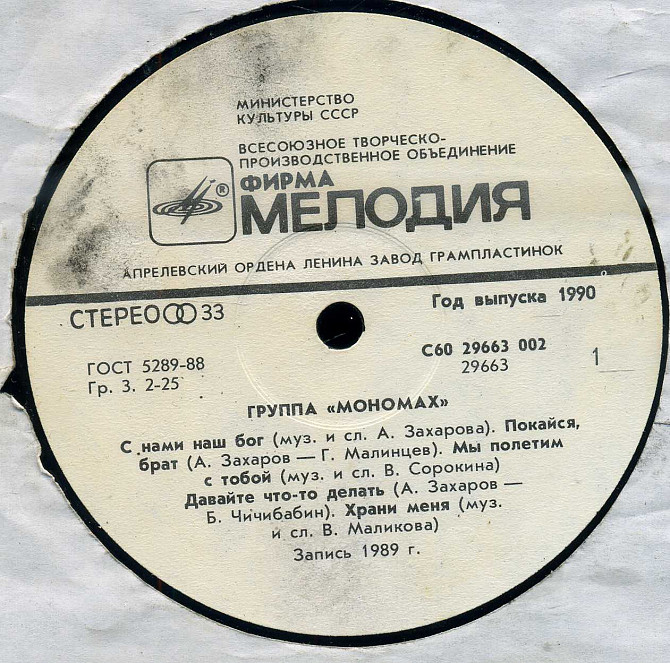 МИНИСТЕРСТВО
КУЛЬТУРЫ СССР
ВСЕСОЮЗНОЕ ТВОРЧЕСКО-
ПРОИЗВОДСТВЕННОЕ ОБЪЕДИНЕНИЕ
®
ФИРМА
МЕЛОДИЯ
АПРЕЛЕВСКИЙ ОРДЕНА ЛЕНИНА ЗАВОД ГРАМПЛАСТИНОК
СТЕРЕО 33
Год выпуска 1990
ГОСТ 5289-88
Гр. 3. 2-25
С60 29663 002
29663
1
ГРУППА «МОНОМАХ»
С нами наш бог (муз. и сл. А. Захарова). Покайся,
брат (А. Захаров — Г. Малинцев). Мы полетим
с тобой (муз. и сл. В. Сорокина)
Давайте что-то делать (А. Захаров —
Б. Чичибабин). Храни меня (муз.
и сл. В. Маликова)
Запись 1989 г.